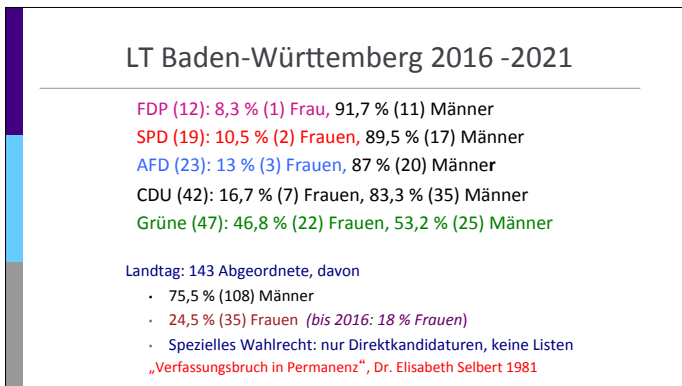 LT Baden-Württemberg 2016 -2021
FDP (12): 8,3 % (1) Frau, 91,7 % (11) Männer
SPD (19): 10,5 % (2) Frauen, 89,5 % (17) Männer
AFD (23): 13 % (3) Frauen, 87 % (20) Männer
CDU (42): 16,7 % (7) Frauen, 83,3 % (35) Männer
Grüne (47): 46,8 % (22) Frauen, 53,2 % (25) Männer
Landtag: 143 Abgeordnete, davon
· 75,5 % (108) Männer
· 24,5 % (35) Frauen (bis 2016: 18 % Frauen)
· Spezielles Wahlrecht: nur Direktkandidaturen, keine Listen
„Verfassungsbruch in Permanenz“, Dr. Elisabeth Selbert 1981